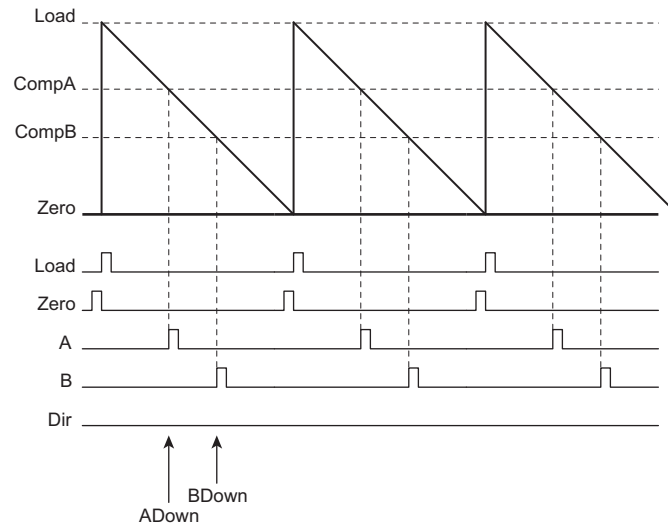 Load
CompA
CompB
Zero
Load
Zero
A
B
Dir
BDown
ADown